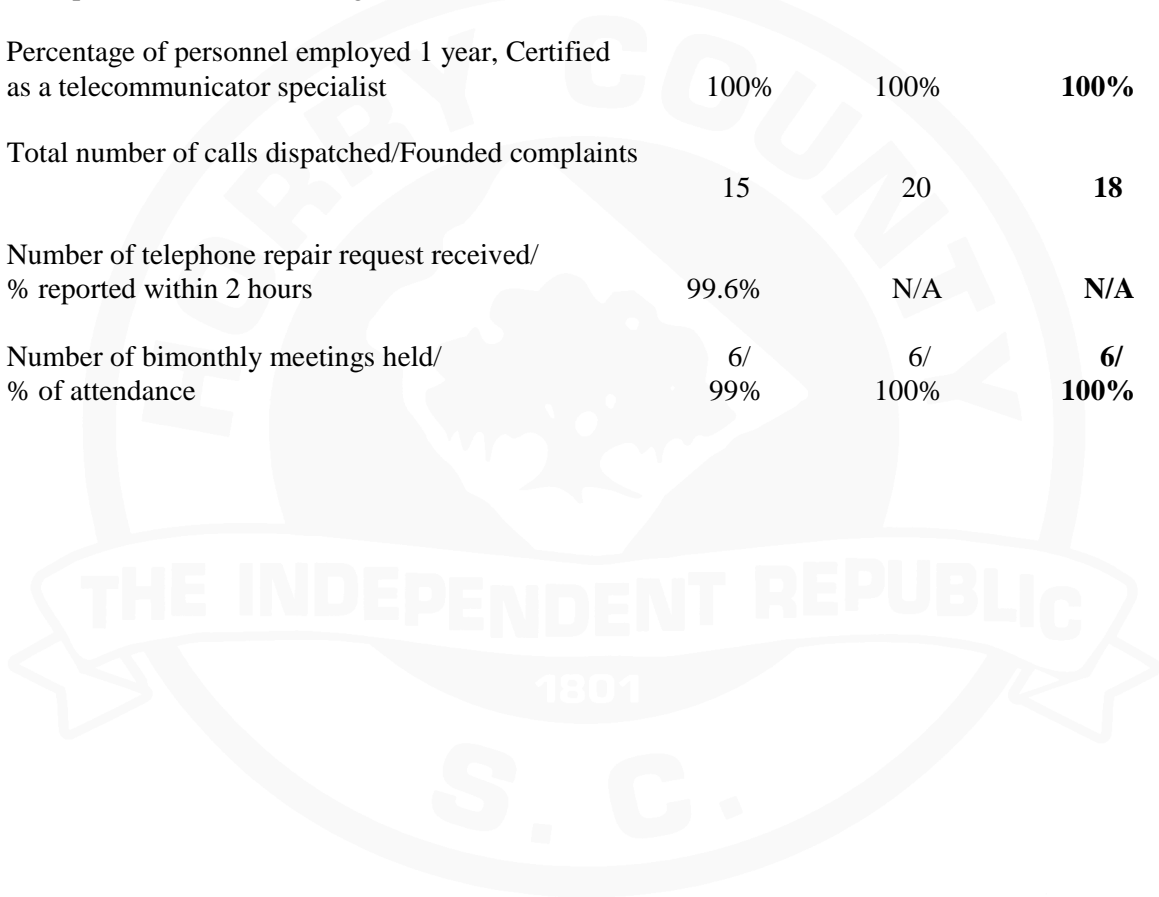 Percentage of personnel employed 1 year, Certified
as a telecommunicator specialist 100% 100% 100%
Total number of calls dispatched/Founded complaints
15 20 18
Number of telephone repair request received/
% reported within 2 hours 99.6% N/A N/A
Number of bimonthly meetings held/ 6/ 6/ 6/
% of attendance 99% 100% 100%
HORRY COUNTY
THE INDEPENDENT REPUBLIC
1801
S. C.